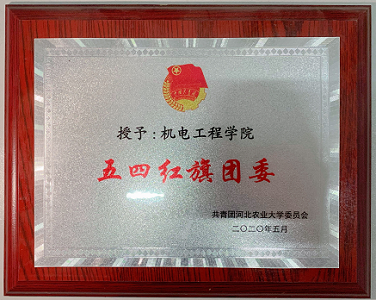 授予：机电工程学院
五四红旗团委
共青团河北农业大学委员会
二〇二〇年五月